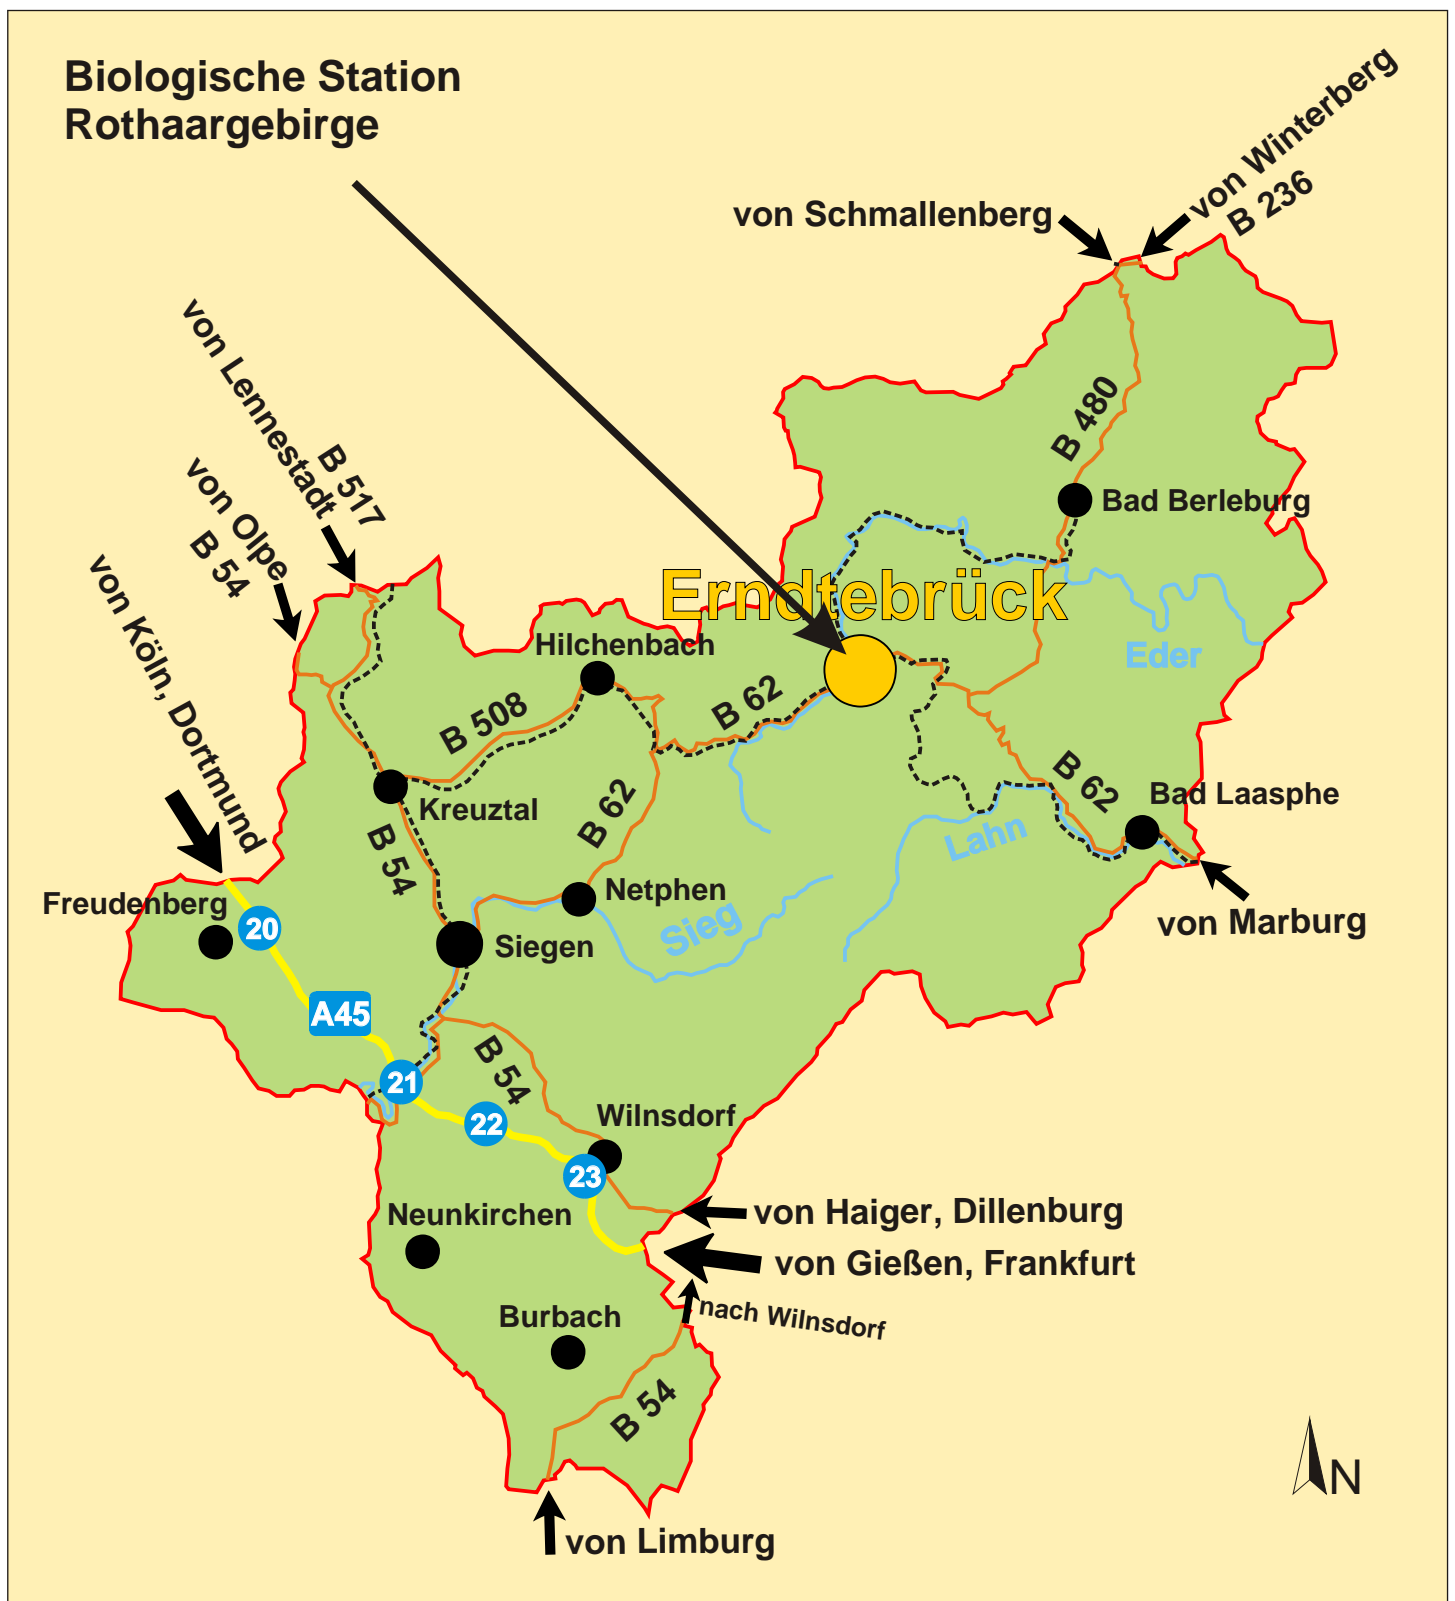 Biologische Station
Rothaargebirge
von Winterberg
B 236
von Schmallenberg
von Lennestadt
B 517
von Olpe
B 54
von Köln, Dortmund
B 480
Bad Berleburg
Erndtebrück
Eder
Hilchenbach
B 508
B 62
Kreuztal
B 62
B 62
Bad Laasphe
B 54
Lahn
Netphen
Freudenberg
20
Sieg
Siegen
von Marburg
A45
21
B 54
22
Wilnsdorf
23
Neunkirchen
von Haiger, Dillenburg
von Gießen, Frankfurt
nach Wilnsdorf
Burbach
B 54
N
von Limburg